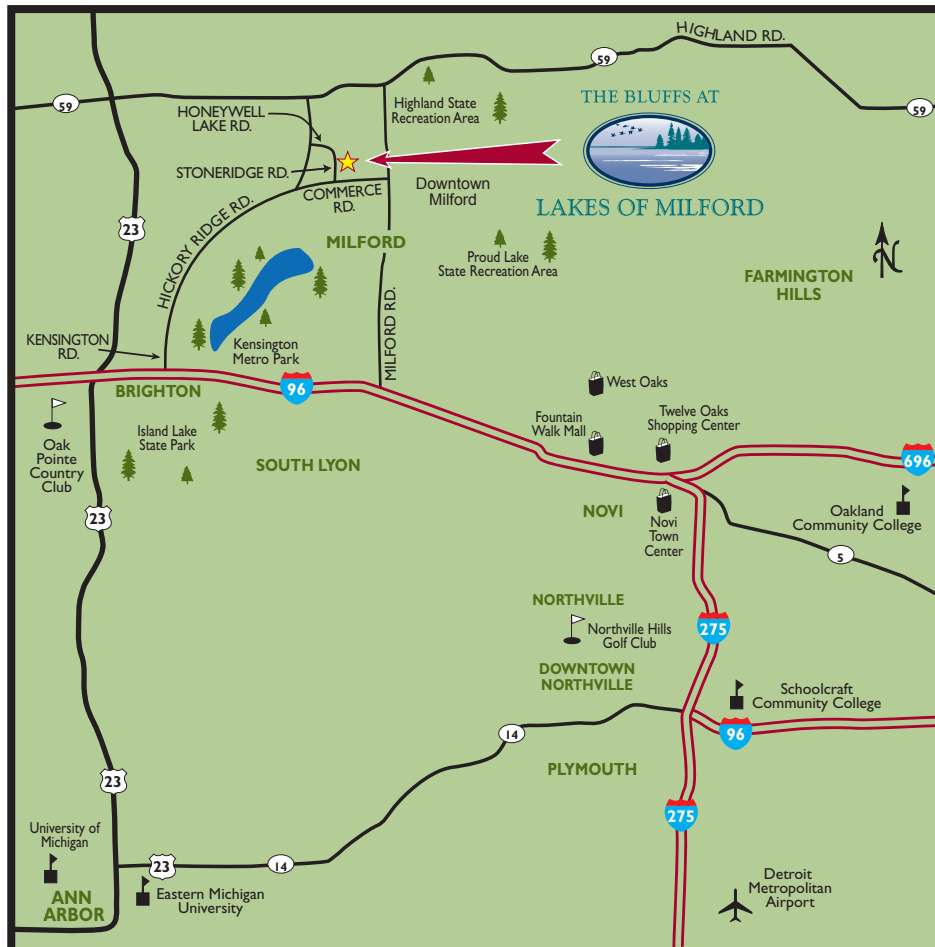 HIGHLAND RD.
59
59
59
HONEYWELL
LAKE RD.
Highland State
Recreation Area
THE BLUFFS AT
LAKES OF MILFORD
STONERIDGE RD.
COMMERCE
RD.
Downtown
Milford
23
HICKORY RIDGE RD.
MILFORD
Proud Lake
State Recreation Area
N
FARMINGTON
HILLS
KENSINGTON
RD.
Kensington
Metro Park
MILFORD RD.
BRIGHTON
96
West Oaks
Fountain
Walk Mall
Twelve Oaks
Shopping Center
Oak
Pointe
Country
Club
Island Lake
State Park
SOUTH LYON
696
23
NOVI
Novi
Town
Center
Oakland
Community College
5
NORTHVILLE
Northville Hills
Golf Club
275
DOWNTOWN
NORTHVILLE
Schoolcraft
Community College
14
96
PLYMOUTH
23
275
University of
Michigan
23
14
ANN
ARBOR
Eastern Michigan
University
Detroit
Metropolitan
Airport